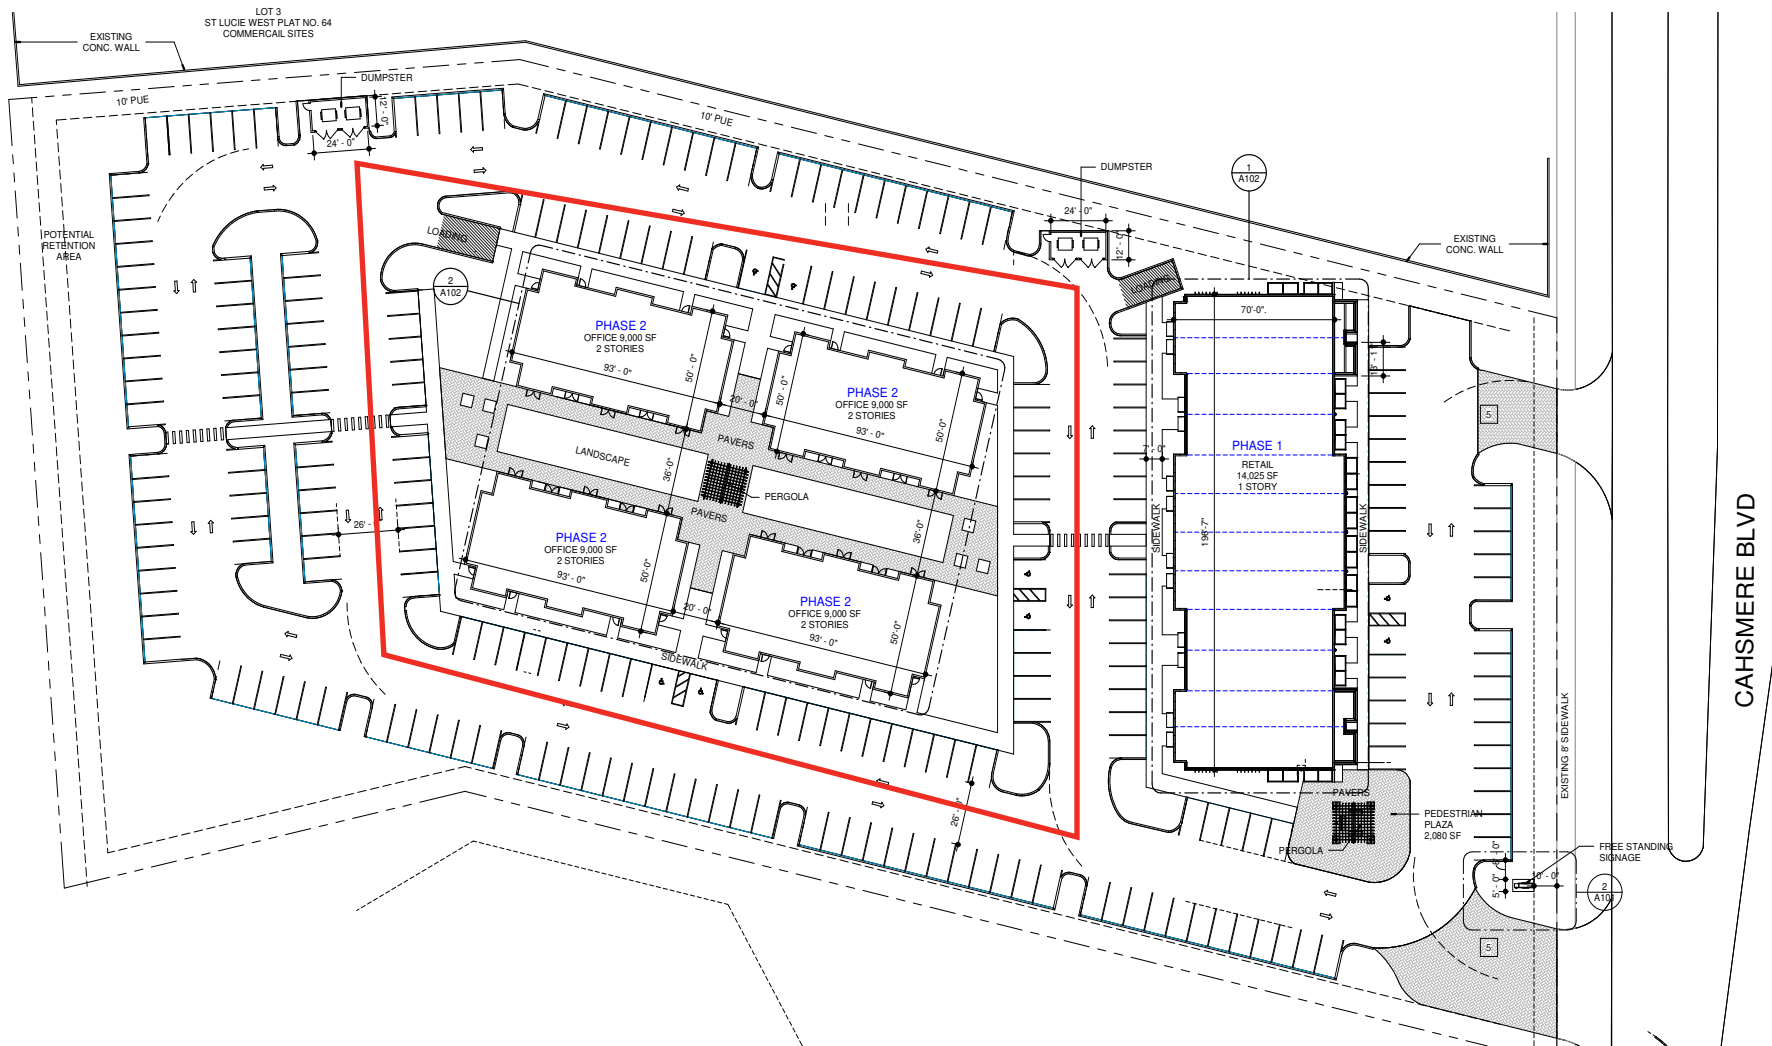 LOT 3
ST LUCIE WEST PLAT NO. 64
COMMERCAIL SITES
EXISTING
CONC. WALL
DUMPSTER
10' PUE
12' - 0"
24' - 0"
10' PUE
DUMPSTER
1
A102
24' - 0"
12' - 0"
EXISTING
CONC. WALL
POTENTIAL
RETENTION
AREA
LOADING
LOADING
2
A102
70'-0".
PHASE 2
OFFICE 9,000 SF
2 STORIES
93' - 0"
50' - 0"
20' - 0"
50' - 0"
PHASE 2
OFFICE 9,000 SF
2 STORIES
93' - 0"
50'-0"
5
PAVERS
LANDSCAPE
36'-0"
PERGOLA
PAVERS
7' - 0"
PHASE 1
RETAIL
14,025 SF
1 STORY
196'-7"
SIDEWALK
SIDEWALK
26' - 0"
36'-0"
PHASE 2
OFFICE 9,000 SF
2 STORIES
93' - 0"
50'-0"
20' - 0"
PHASE 2
OFFICE 9,000 SF
2 STORIES
93' - 0"
50'-0"
SIDEWALK
CAHSMERE BLVD
EXISTING 8' SIDEWALK
26' - 0"
PAVERS
PERGOLA
PEDESTRIAN
PLAZA
2,080 SF
FREE STANDING
SIGNAGE
5' - 0"
10' - 0"
2
A101
5